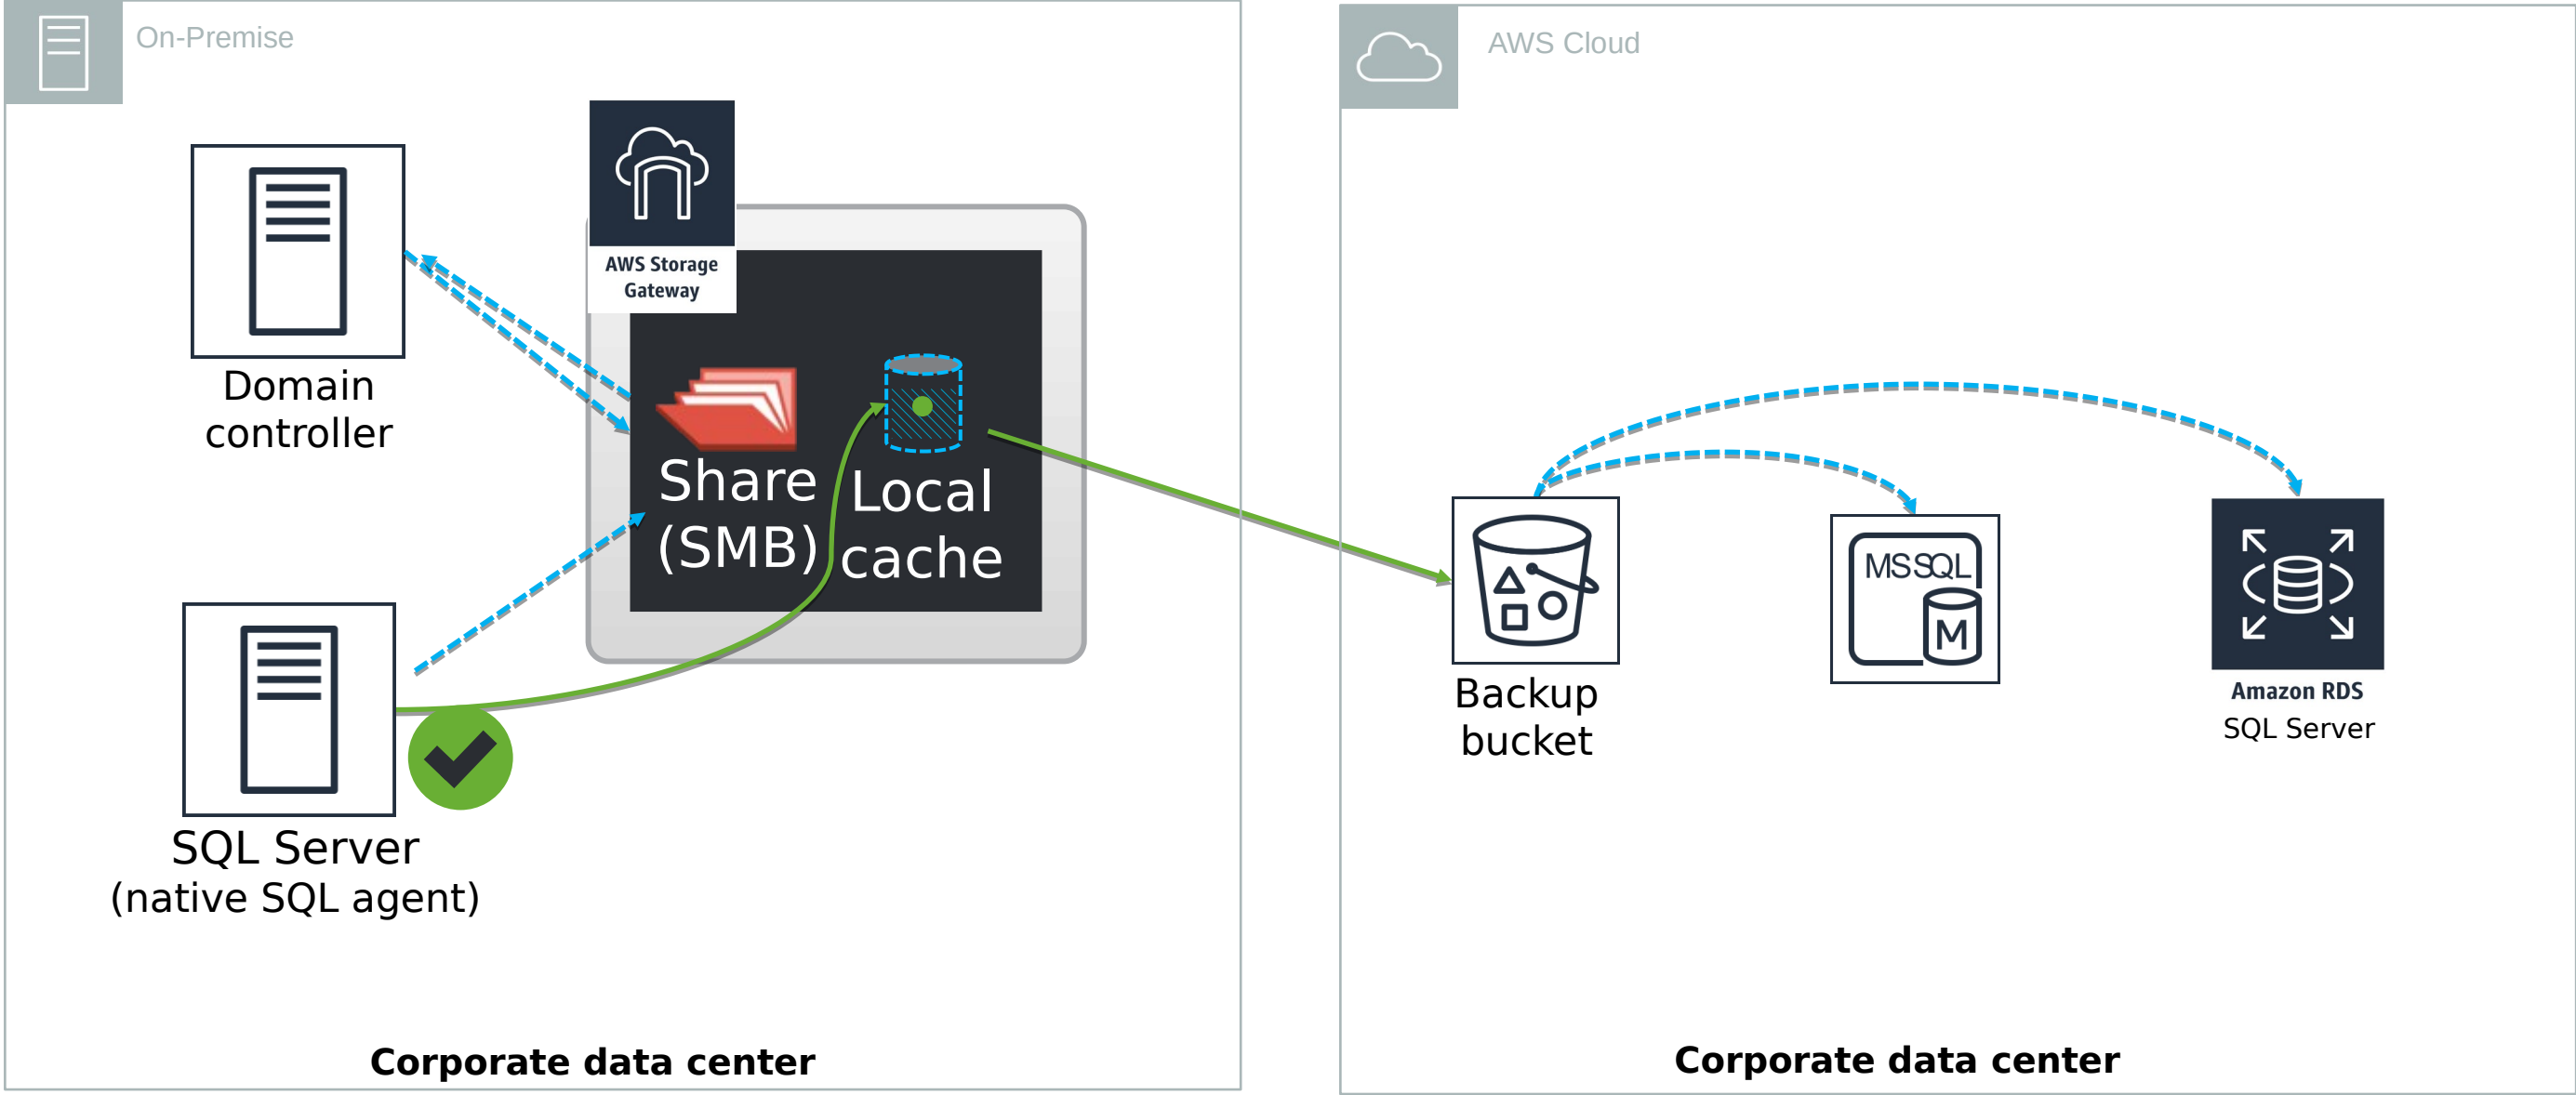 On-Premise
AWS Cloud
AWS Storage
Gateway
Domain
controller
Share
(SMB)
Local
cache
SQL Server
(native SQL agent)
Backup
bucket
MSSQL
M
Amazon RDS
SQL Server
Corporate data center
Corporate data center